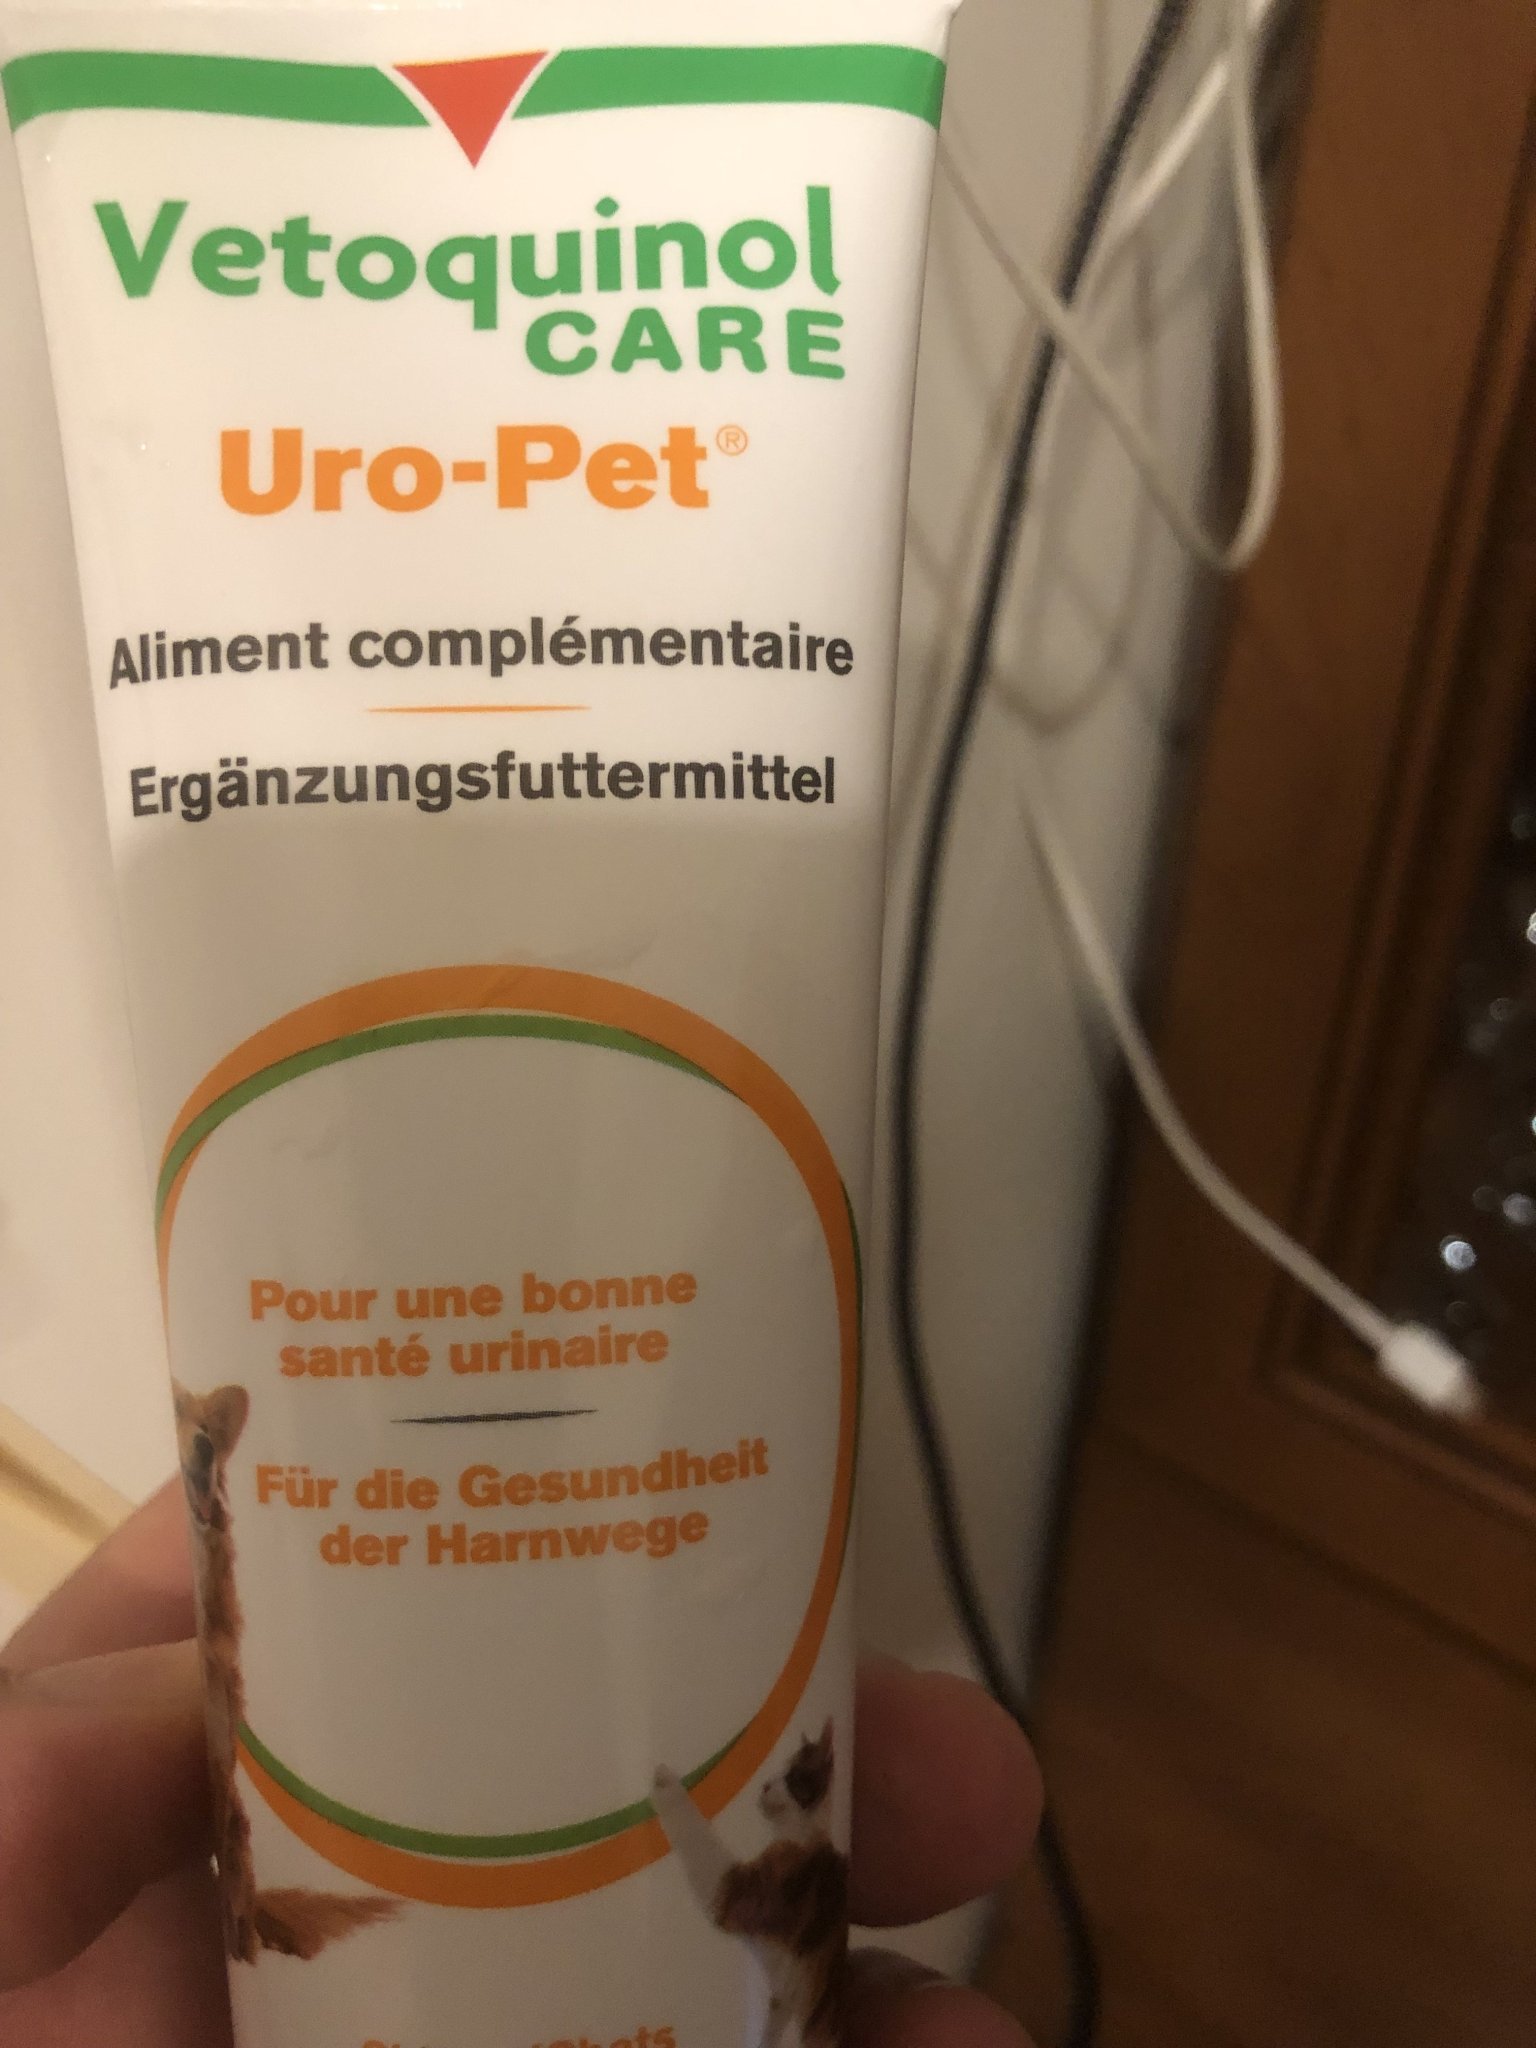 Vetoquinol
CARE
Uro-Pet®
Aliment complémentaire
Ergänzungsfuttermittel
Pour une bonne
santé urinaire
Für die Gesundheit
der Harnwege